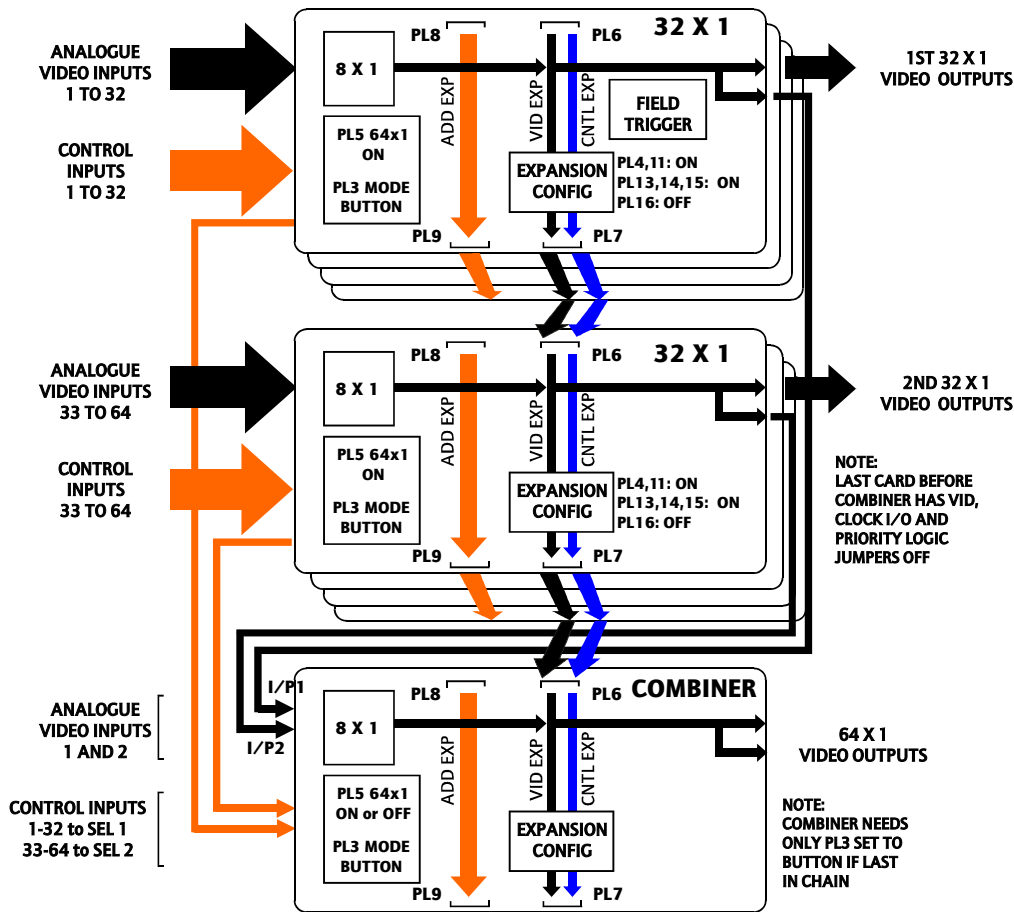 ANALOGUE
VIDEO INPUTS
1 TO 32
CONTROL
INPUTS
1 TO 32
8 X 1
PL5 64x1
ON
PL3 MODE
BUTTON
PL8
ADD EXP
PL9
PL6
32 X 1
VID EXP
CNTL EXP
FIELD
TRIGGER
EXPANSION
CONFIG
PL4,11: ON
PL13,14,15: ON
PL16: OFF
PL7
1ST 32 X 1
VIDEO OUTPUTS
ANALOGUE
VIDEO INPUTS
33 TO 64
CONTROL
INPUTS
33 TO 64
8 X 1
PL5 64x1
ON
PL3 MODE
BUTTON
PL8
ADD EXP
PL9
PL6
32 X 1
VID EXP
CNTL EXP
EXPANSION
CONFIG
PL4,11: ON
PL13,14,15: ON
PL16: OFF
PL7
2ND 32 X 1
VIDEO OUTPUTS
NOTE:
LAST CARD BEFORE
COMBINER HAS VID,
CLOCK I/O AND
PRIORITY LOGIC
JUMPERS OFF
ANALOGUE
VIDEO INPUTS
1 AND 2
I/P1
I/P2
CONTROL INPUTS
1-32 to SEL 1
33-64 to SEL 2
8 X 1
PL5 64x1
ON or OFF
PL3 MODE
BUTTON
PL8
ADD EXP
PL9
PL6
COMBINER
VID EXP
CNTL EXP
EXPANSION
CONFIG
PL7
64 X 1
VIDEO OUTPUTS
NOTE:
COMBINER NEEDS
ONLY PL3 SET TO
BUTTON IF LAST
IN CHAIN